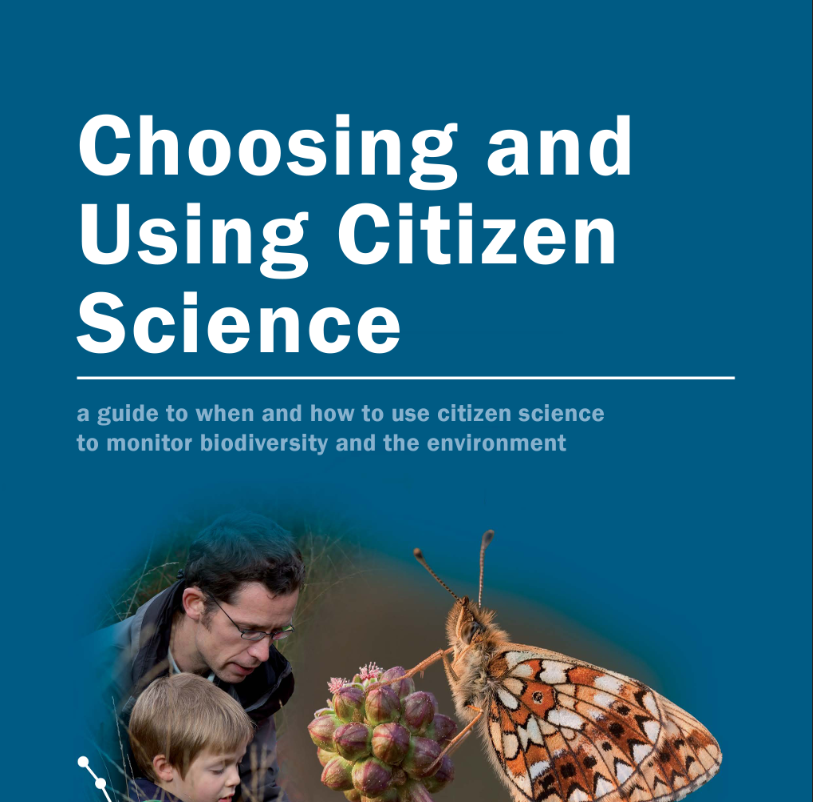 Choosing and
Using Citizen
Science
a guide to when and how to use citizen science
to monitor biodiversity and the environment